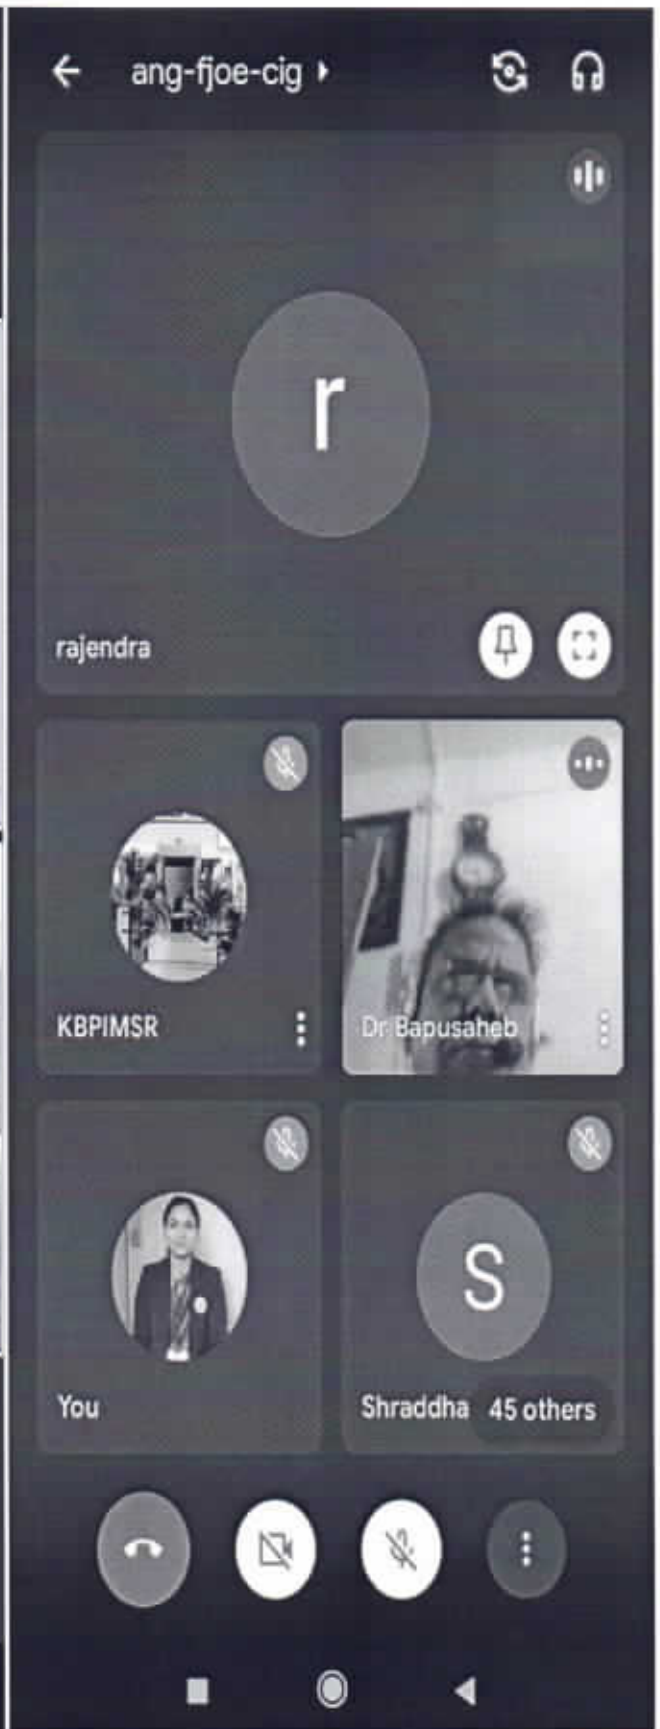 ang-fjoe-cig
r
rajendra
KBPIMSR
Dr Bapusaheb
You
S
Shraddha
45 others